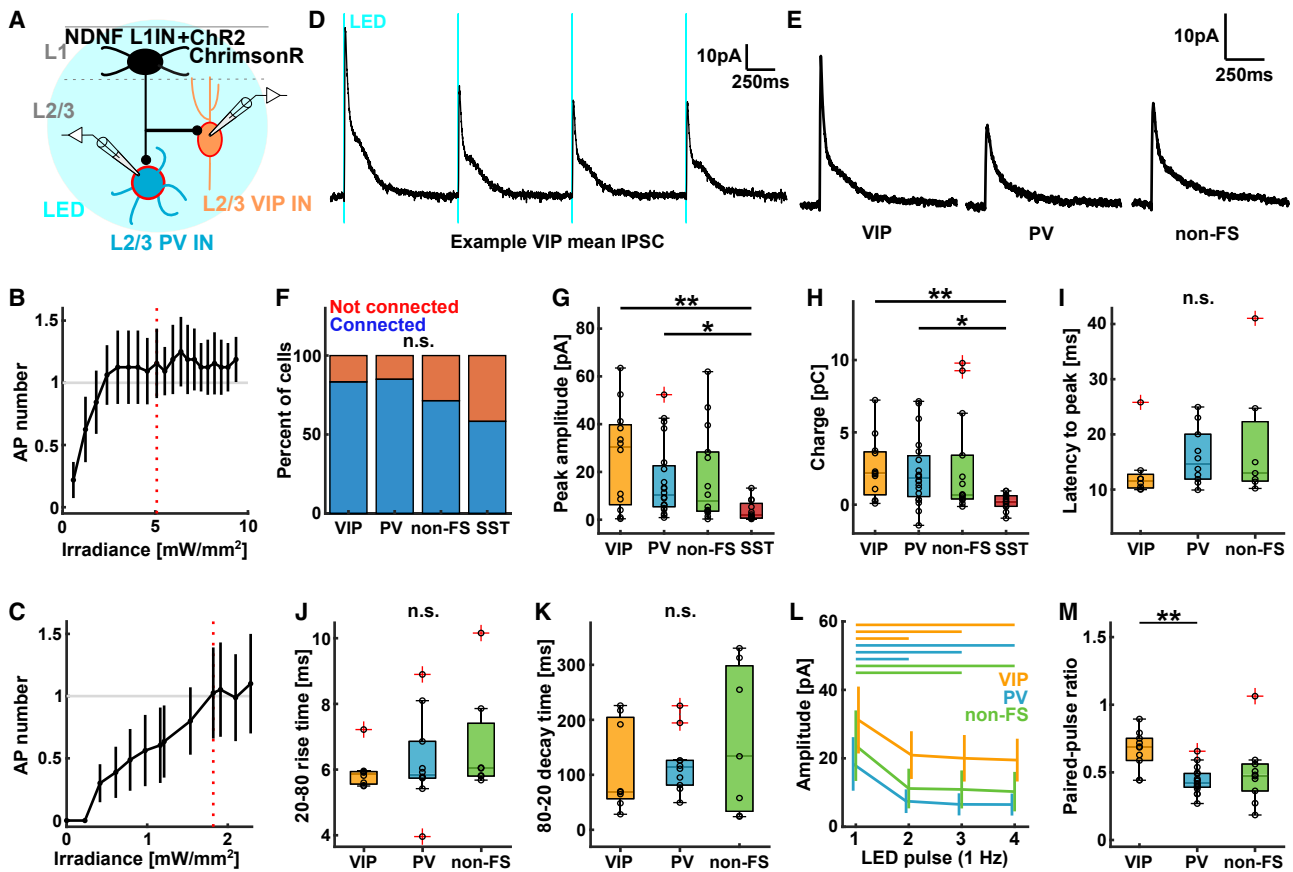 A
NDNF L1IN+ChR2
ChrimsonR
L1
L2/3
LED
L2/3 VIP IN
L2/3 PV IN
D
LED
10pA
250ms
Example VIP mean IPSC
E
10pA
250ms
VIP PV non-FS
B
AP number
1.5
1
0.5
0
0 5 10
Irradiance [mW/mm²]
F
Not connected
Connected
n.s.
Percent of cells
100
50
0
VIP PV non-FS SST
G
**
*
Peak amplitude [pA]
80
60
40
20
0
VIP PV non-FS SST
H
**
*
Charge [pC]
10
5
0
VIP PV non-FS SST
I
n.s.
Latency to peak [ms]
40
30
20
10
VIP PV non-FS
C
AP number
1.5
1
0.5
0
0 1 2
Irradiance [mW/mm²]
J
n.s.
20-80 rise time [ms]
10
8
6
4
VIP PV non-FS
K
n.s.
80-20 decay time [ms]
300
200
100
0
VIP PV non-FS
L
Amplitude [pA]
60
40
20
0
VIP
PV
non-FS
1 2 3 4
LED pulse (1 Hz)
M
**
Paired-pulse ratio
1.5
1
0.5
0
VIP PV non-FS